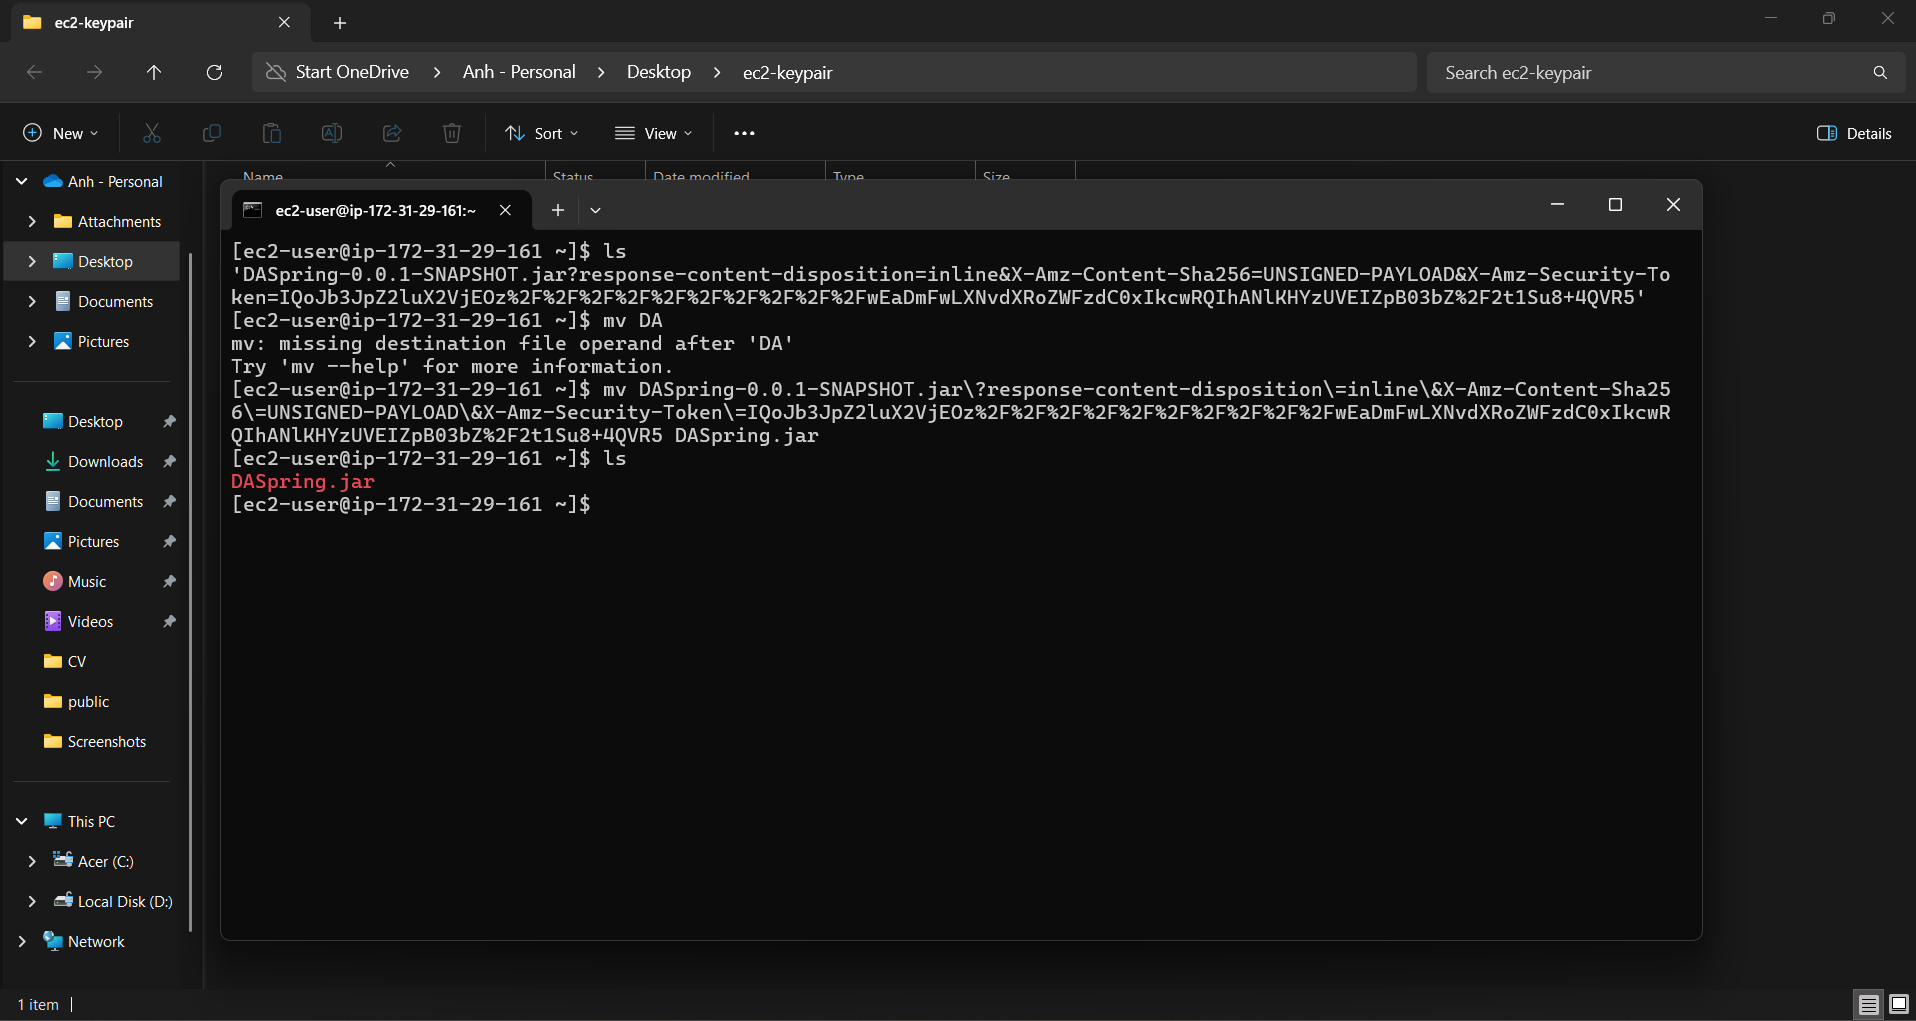 ec2-keypair
Start OneDrive > Anh - Personal > Desktop > ec2-keypair
Search ec2-keypair
New
Sort
View
Details
Name
Status
Date modified
Type
Size
Anh - Personal
Attachments
Desktop
Documents
Pictures
Desktop
Downloads
Documents
Pictures
Music
Videos
CV
public
Screenshots
This PC
Acer (C:)
Local Disk (D:)
Network
1 item
ec2-user@ip-172-31-29-161:~
[ec2-user@ip-172-31-29-161 ~]$ ls
'DASpring-0.0.1-SNAPSHOT.jar?response-content-disposition=inline&X-Amz-Content-Sha256=UNSIGNED-PAYLOAD&X-Amz-Security-To
ken=IQoJb3JpZ2luX2VjEOz%2F%2F%2F%2F%2F%2F%2F%2F%2F%2FwEaDmFwLXNvdXRoZWFzdC0xIkcwRQIhANlKHYzUVEIZpB03bZ%2F2t1Su8+4QVR5'
[ec2-user@ip-172-31-29-161 ~]$ mv DA
mv: missing destination file operand after 'DA'
Try 'mv --help' for more information.
[ec2-user@ip-172-31-29-161 ~]$ mv DASpring-0.0.1-SNAPSHOT.jar\?response-content-disposition\=inline\&X-Amz-Content-Sha25
6\=UNSIGNED-PAYLOAD\&X-Amz-Security-Token\=IQoJb3JpZ2luX2VjEOz%2F%2F%2F%2F%2F%2F%2F%2F%2F%2FwEaDmFwLXNvdXRoZWFzdC0xIkcwR
QIhANlKHYzUVEIZpB03bZ%2F2t1Su8+4QVR5 DASpring.jar
[ec2-user@ip-172-31-29-161 ~]$ ls
DASpring.jar
[ec2-user@ip-172-31-29-161 ~]$